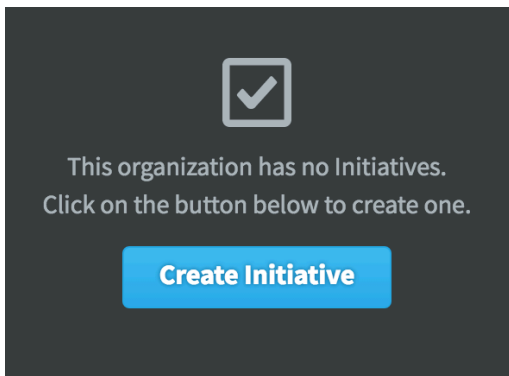 This organization has no Initiatives.
Click on the button below to create one.
Create Initiative